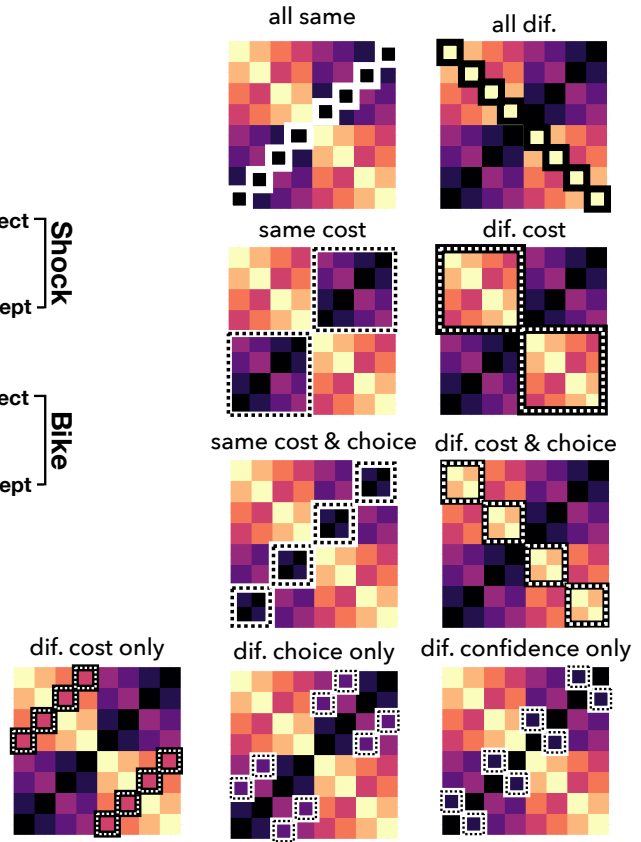 all same
all dif.
same cost
dif. cost
ect
Shock
ept
ect
Bike
ept
same cost & choice
dif. cost & choice
dif. cost only
dif. choice only
dif. confidence only